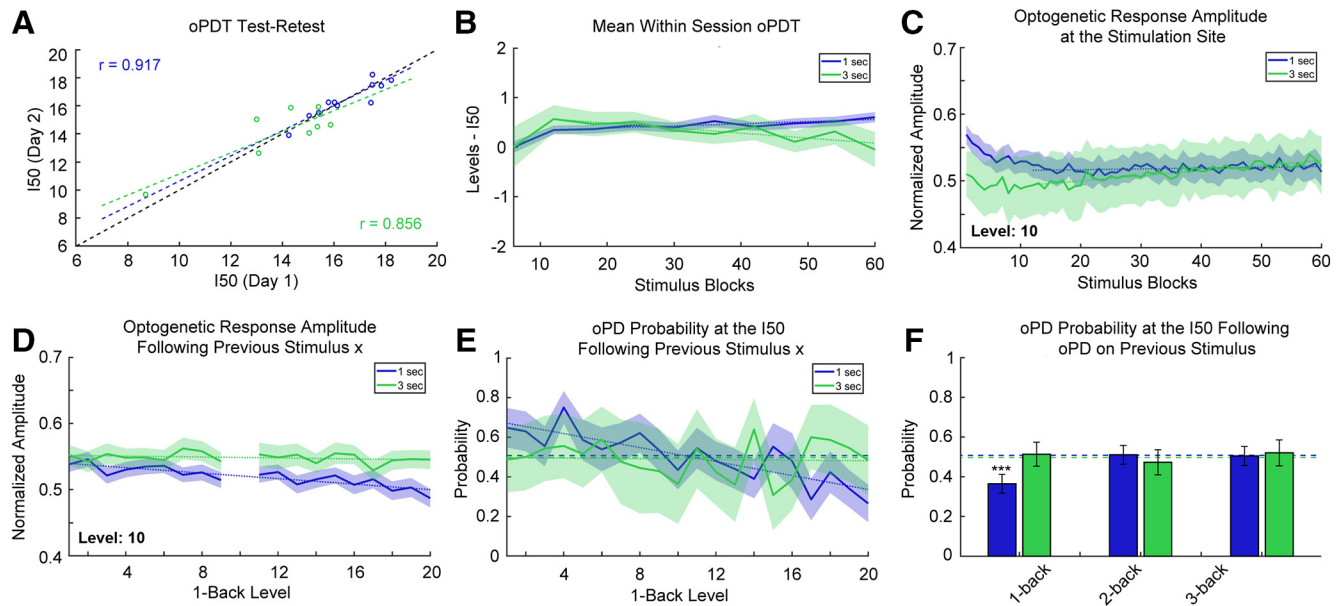 A
oPDT Test-Retest
r = 0.917
r = 0.856
I50 (Day 2)
20
18
16
14
12
10
8
6
6 8 10 12 14 16 18 20
I50 (Day 1)
B
Mean Within Session oPDT
1 sec
3 sec
Levels - I50
2
1
0
-1
-2
10 20 30 40 50 60
Stimulus Blocks
C
Optogenetic Response Amplitude
at the Stimulation Site
1 sec
3 sec
Normalized Amplitude
0.7
0.6
0.5
0.4
Level: 10
10 20 30 40 50 60
Stimulus Blocks
D
Optogenetic Response Amplitude
Following Previous Stimulus x
1 sec
3 sec
Normalized Amplitude
0.7
0.6
0.5
0.4
Level: 10
4 8 12 16 20
1-Back Level
E
oPD Probability at the I50
Following Previous Stimulus x
1 sec
3 sec
Probability
1
0.8
0.6
0.4
0.2
0
4 8 12 16 20
1-Back Level
F
oPD Probability at the I50 Following
oPD on Previous Stimulus
Probability
1
0.8
0.6
0.4
0.2
0
***
1-back 2-back 3-back